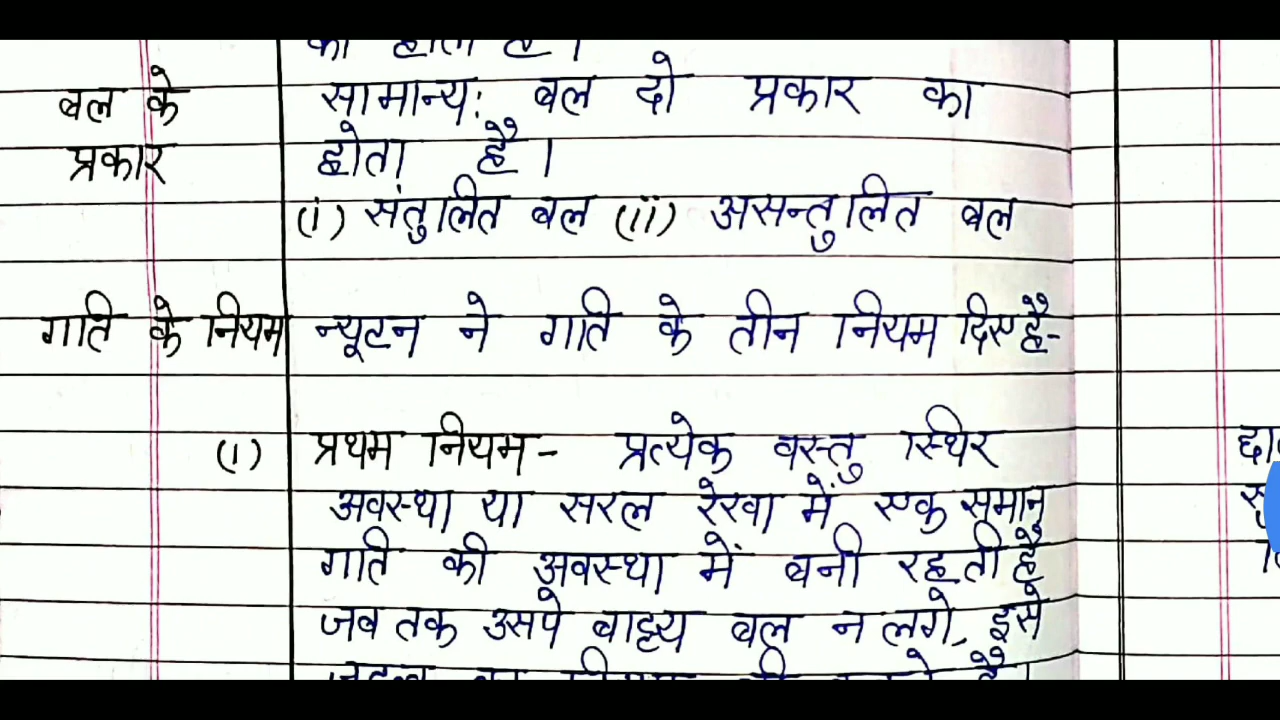 बल के सामान्य: बल दो प्रकार का
प्रकार होता है।
(i) संतुलित बल (ii) असन्तुलित बल
गति के नियम न्यूटन ने गति के तीन नियम दिए है-
(1) प्रथम नियम- प्रत्येक वस्तु स्थिर
अवस्था या सरल रेखा में एक समान
गति की अवस्था में बनी रहती है
जब तक उसपे वाह्य बल न लगे, इसे